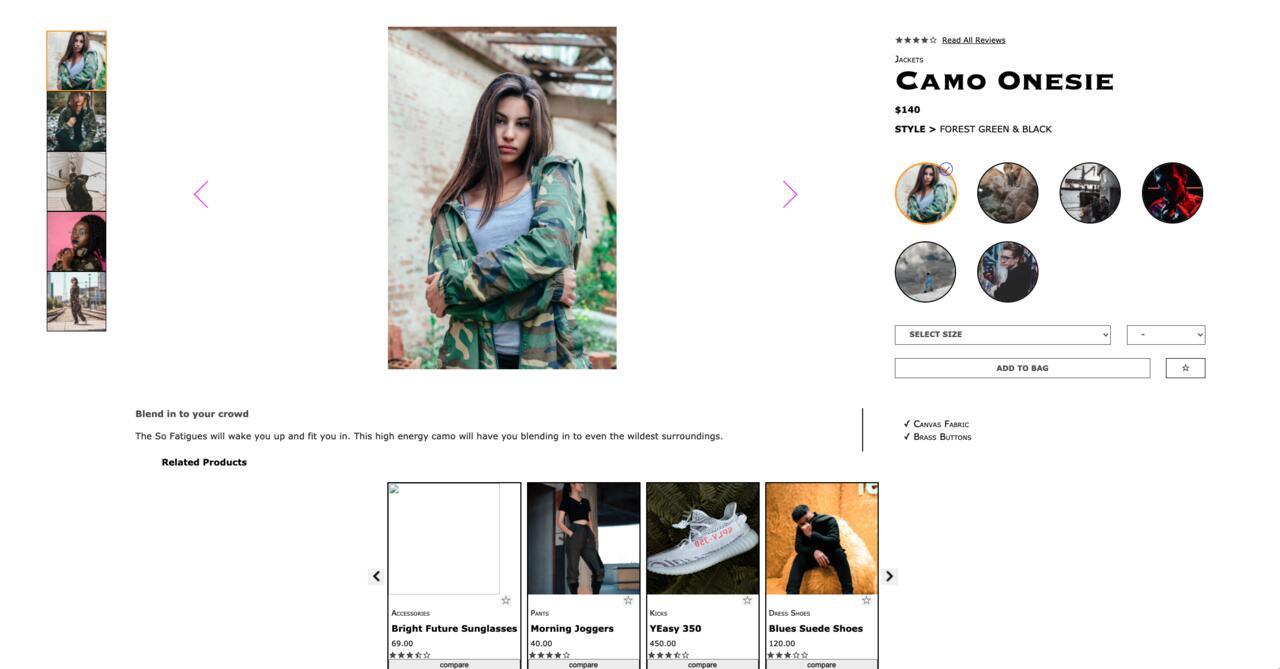 ★★★★☆ Read All Reviews
Jackets
Camo Onesie
$140
STYLE > FOREST GREEN & BLACK
SELECT SIZE
-
ADD TO BAG
☆
Blend in to your crowd
The So Fatigues will wake you up and fit you in. This high energy camo will have you blending in to even the wildest surroundings.
✓ Canvas Fabric
✓ Brass Buttons
Related Products
SPLY-350
Accessories
Bright Future Sunglasses
69.00
compare
Pants
Morning Joggers
40.00
compare
Kicks
YEasy 350
450.00
compare
Dress Shoes
Blues Suede Shoes
120.00
compare